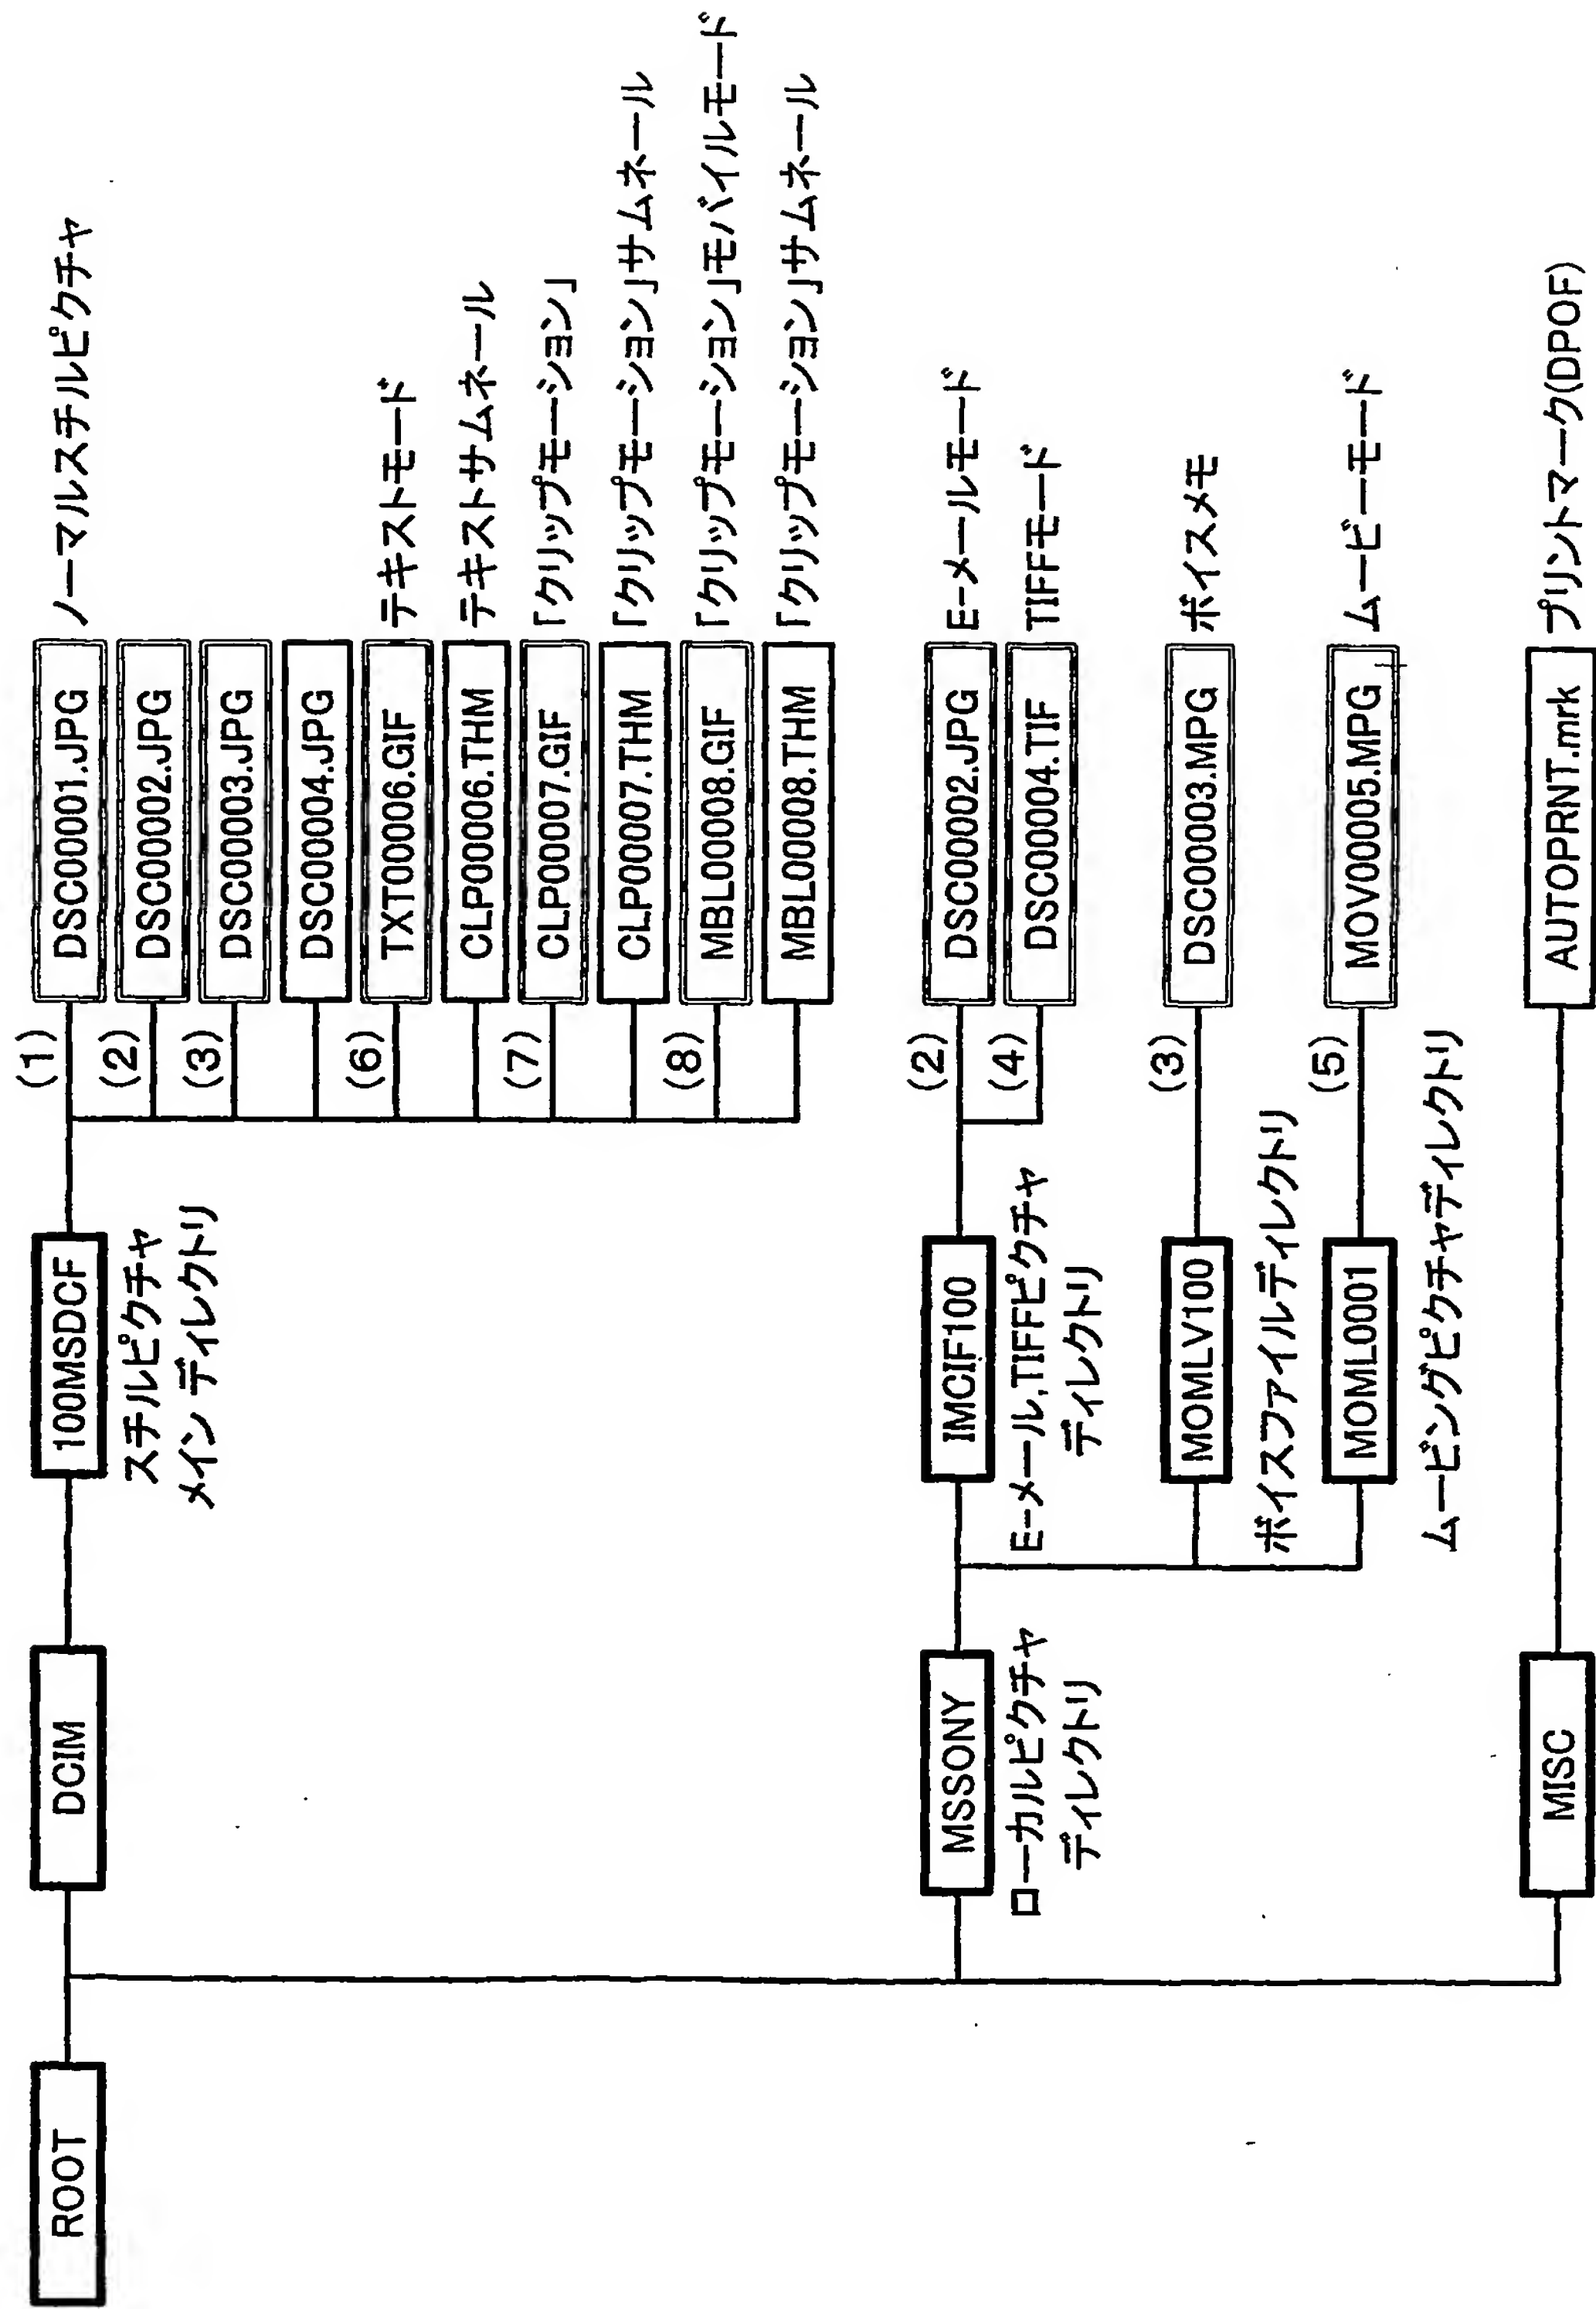 ROOT
DCIM
100MSDCF
スチルピクチャ
メイン ディレクトリ
(1)
DSC00001.JPG
ノーマルスチルピクチャ
(2)
DSC00002.JPG
(3)
DSC00003.JPG
DSC00004.JPG
(6)
TXT00006.GIF
テキストモード
CLP00006.THM
テキストサムネール
(7)
CLP00007.GIF
「クリップモーション」
CLP00007.THM
「クリップモーション」サムネール
(8)
MBL00008.GIF
「クリップモーション」モバイルモード
MBL00008.THM
「クリップモーション」サムネール
MSSONY
ローカルピクチャ
ディレクトリ
IMCIF100
E-メール,TIFFピクチャ
ディレクトリ
(2)
DSC00002.JPG
E-メールモード
(4)
DSC00004.TIF
TIFFモード
MOMLV100
ボイスファイルディレクトリ
(3)
DSC00003.MPG
ボイスメモ
MOML0001
ムービングピクチャディレクトリ
(5)
MOV00005.MPG
ムービーモード
MISC
AUTOPRNT.mrk
プリントマーク(DPOF)